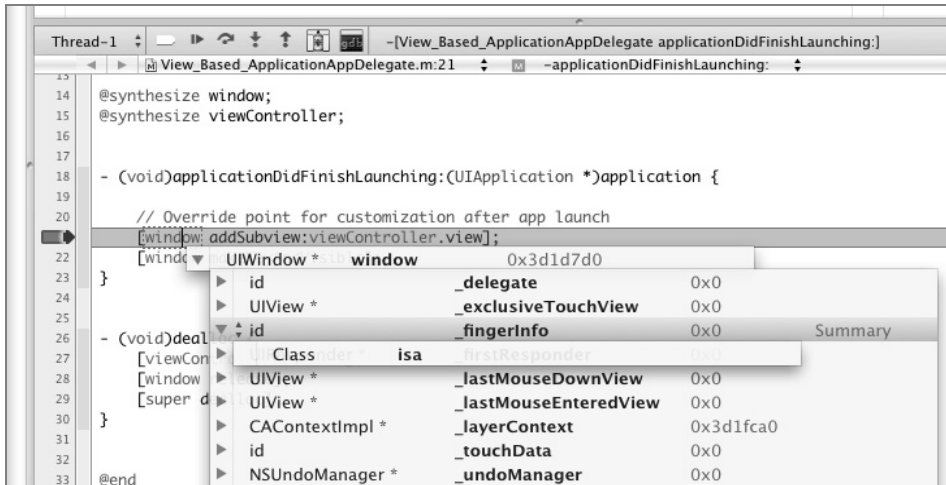 Thread-1 gdb -[View_Based_ApplicationAppDelegate applicationDidFinishLaunching:]
View_Based_ApplicationAppDelegate.m:21 M -applicationDidFinishLaunching:
13
14 @synthesize window;
15 @synthesize viewController;
16
17
18 - (void)applicationDidFinishLaunching:(UIApplication *)application {
19
20 // Override point for customization after app launch
[window addSubview:viewController.view];
22 [windo UIWindow * window 0x3d1d7d0
23 } id _delegate 0x0
24 UIView * _exclusiveTouchView 0x0
25 id _fingerInfo 0x0 Summary
26 - (void)deal
27 [viewCon Class isa _firstResponder 0x0
28 [window UIView * _lastMouseDownView 0x0
29 [super d UIView * _lastMouseEnteredView 0x0
30 } CAContextImpl * _layerContext 0x3d1fca0
31 id _touchData 0x0
32 NSUndoManager * _undoManager 0x0
33 @end